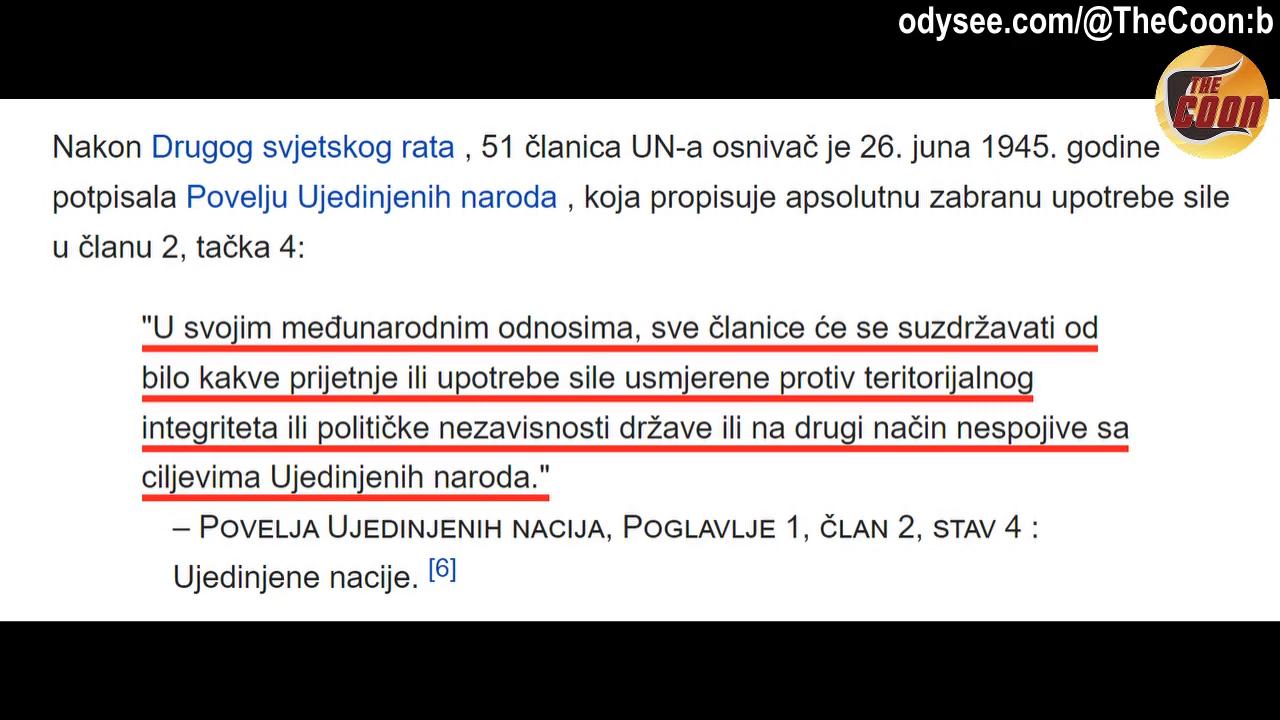 odysee.com/@TheCoon:b
THE
COON
Nakon Drugog svjetskog rata , 51 članica UN-a osnivač je 26. juna 1945. godine
potpisala Povelju Ujedinjenih naroda , koja propisuje apsolutnu zabranu upotrebe sile
u članu 2, tačka 4:
"U svojim međunarodnim odnosima, sve članice će se suzdržavati od
bilo kakve prijetnje ili upotrebe sile usmjerene protiv teritorijalnog
integriteta ili političke nezavisnosti države ili na drugi način nespojive sa
ciljevima Ujedinjenih naroda."
– POVELJA UJEDINJENIH NACIJA, POGLAVLJE 1, ČLAN 2, STAV 4 :
Ujedinjene nacije. [6]